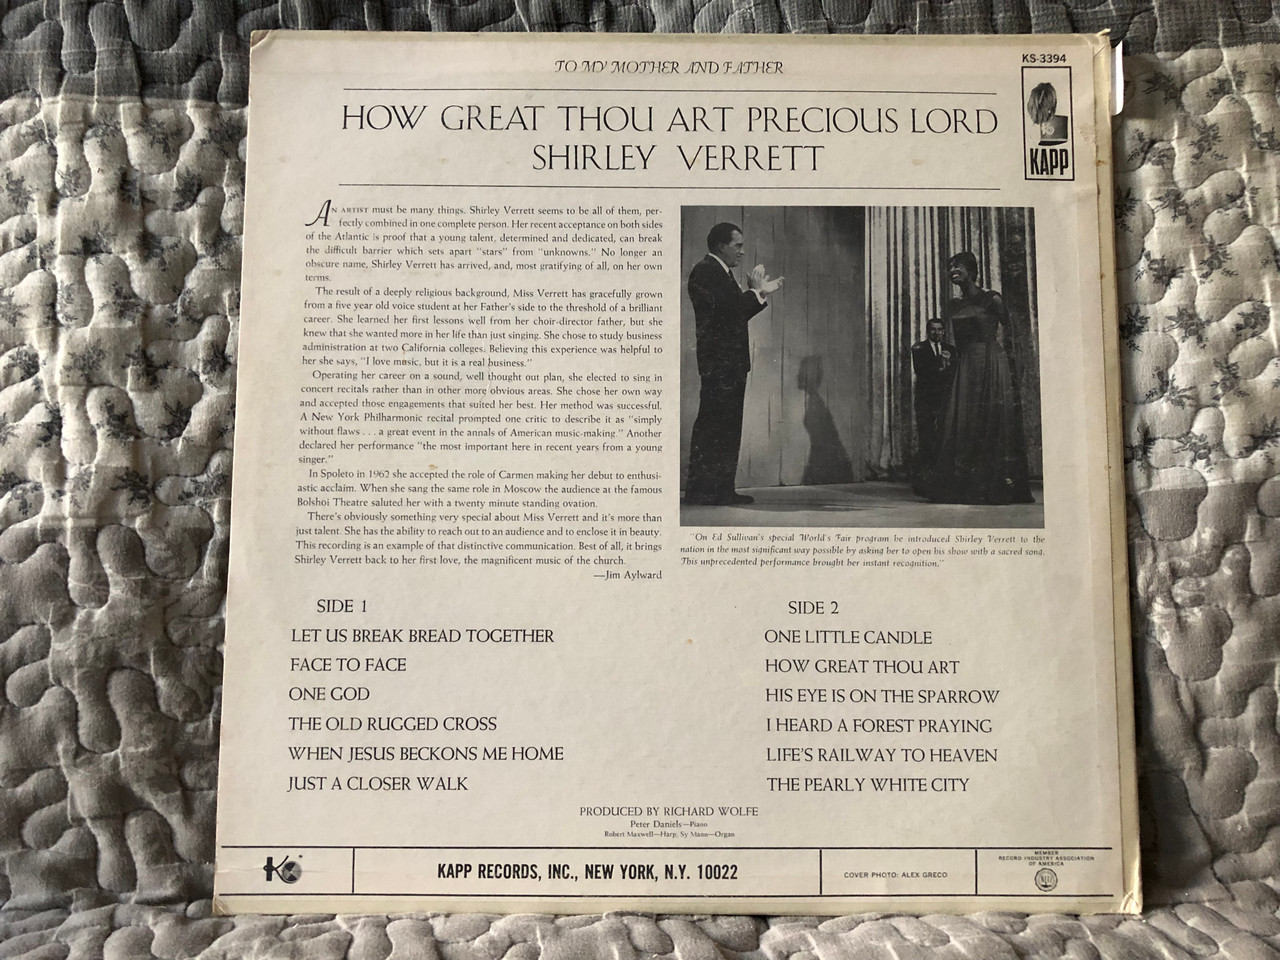 TO MY MOTHER AND FATHER
KS-3394
HOW GREAT THOU ART PRECIOUS LORD
SHIRLEY VERRETT
KAPP
AN ARTIST must be many things. Shirley Verrett seems to be all of them, per-
fectly combined in one complete person. Her recent acceptance on both sides
of the Atlantic is proof that a young talent, determined and dedicated, can break
the difficult barrier which sets apart "stars" from "unknowns." No longer an
obscure name, Shirley Verrett has arrived, and, most gratifying of all, on her own
terms.
The result of a deeply religious background, Miss Verrett has gracefully grown
from a five year old voice student at her Father's side to the threshold of a brilliant
career. She learned her first lessons well from her choir-director father, but she
knew that she wanted more in her life than just singing. She chose to study business
administration at two California colleges. Believing this experience was helpful to
her she says, "I love music, but it is a real business."
Operating her career on a sound, well thought out plan, she elected to sing in
concert recitals rather than in other more obvious areas. She chose her own way
and accepted those engagements that suited her best. Her method was successful.
A New York Philharmonic recital prompted one critic to describe it as "simply
without flaws . . . a great event in the annals of American music-making." Another
declared her performance "the most important here in recent years from a young
singer."
In Spoleto in 1962 she accepted the role of Carmen making her debut to enthusi-
astic acclaim. When she sang the same role in Moscow the audience at the famous
Bolshoi Theatre saluted her with a twenty minute standing ovation.
There's obviously something very special about Miss Verrett and it's more than
just talent. She has the ability to reach out to an audience and to enclose it in beauty.
This recording is an example of that distinctive communication. Best of all, it brings
Shirley Verrett back to her first love, the magnificent music of the church.
—Jim Aylward
"On Ed Sullivan's special World's Fair program he introduced Shirley Verrett to the
nation in the most significant way possible by asking her to open his show with a sacred song.
This unprecedented performance brought her instant recognition."
SIDE 1
LET US BREAK BREAD TOGETHER
FACE TO FACE
ONE GOD
THE OLD RUGGED CROSS
WHEN JESUS BECKONS ME HOME
JUST A CLOSER WALK
SIDE 2
ONE LITTLE CANDLE
HOW GREAT THOU ART
HIS EYE IS ON THE SPARROW
I HEARD A FOREST PRAYING
LIFE'S RAILWAY TO HEAVEN
THE PEARLY WHITE CITY
PRODUCED BY RICHARD WOLFE
Peter Daniels—Piano
Robert Maxwell—Harp, Sy Mann—Organ
KAPP RECORDS, INC., NEW YORK, N.Y. 10022
COVER PHOTO: ALEX GRECO
MEMBER
RECORD INDUSTRY ASSOCIATION
OF AMERICA